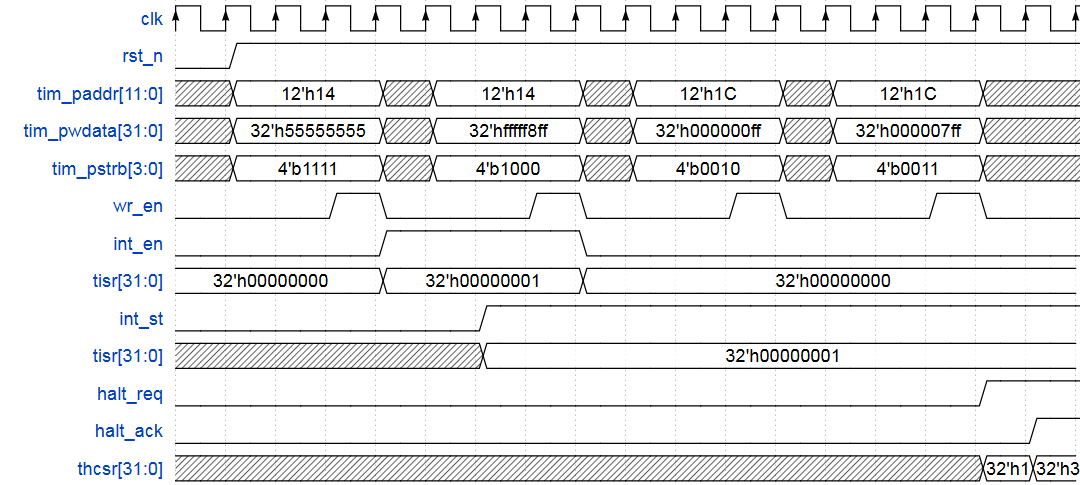 clk
rst_n
tim_paddr[11:0] 12'h14 12'h14 12'h1C 12'h1C
tim_pwdata[31:0] 32'h55555555 32'hfffff8ff 32'h000000ff 32'h000007ff
tim_pstrb[3:0] 4'b1111 4'b1000 4'b0010 4'b0011
wr_en
int_en
tisr[31:0] 32'h00000000 32'h00000001 32'h00000000
int_st
tisr[31:0] 32'h00000001
halt_req
halt_ack
thcsr[31:0] 32'h1 32'h3